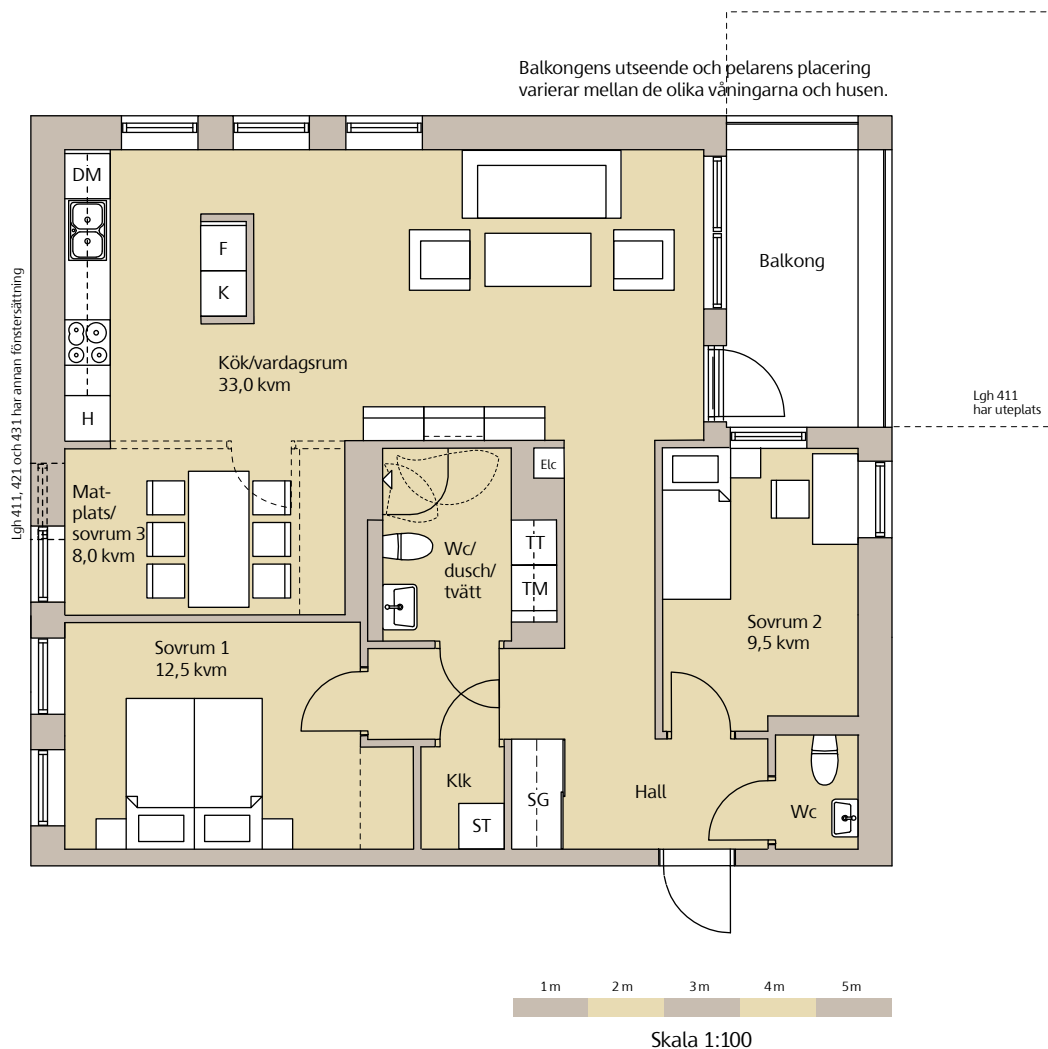 Balkongens utseende och pelarens placering
varierar mellan de olika våningarna och husen.
DM
F
K
Balkong
Lgh 411, 421 och 431 har annan fönstersättning
Kök/vardagsrum
33,0 kvm
Lgh 411
har uteplats
H
Elc
Mat-
plats/
sovrum 3
8,0 kvm
Wc/
dusch/
tvätt
TT
TM
Sovrum 2
9,5 kvm
Sovrum 1
12,5 kvm
Klk
ST
SG
Hall
Wc
1 m 2 m 3 m 4 m 5 m
Skala 1:100